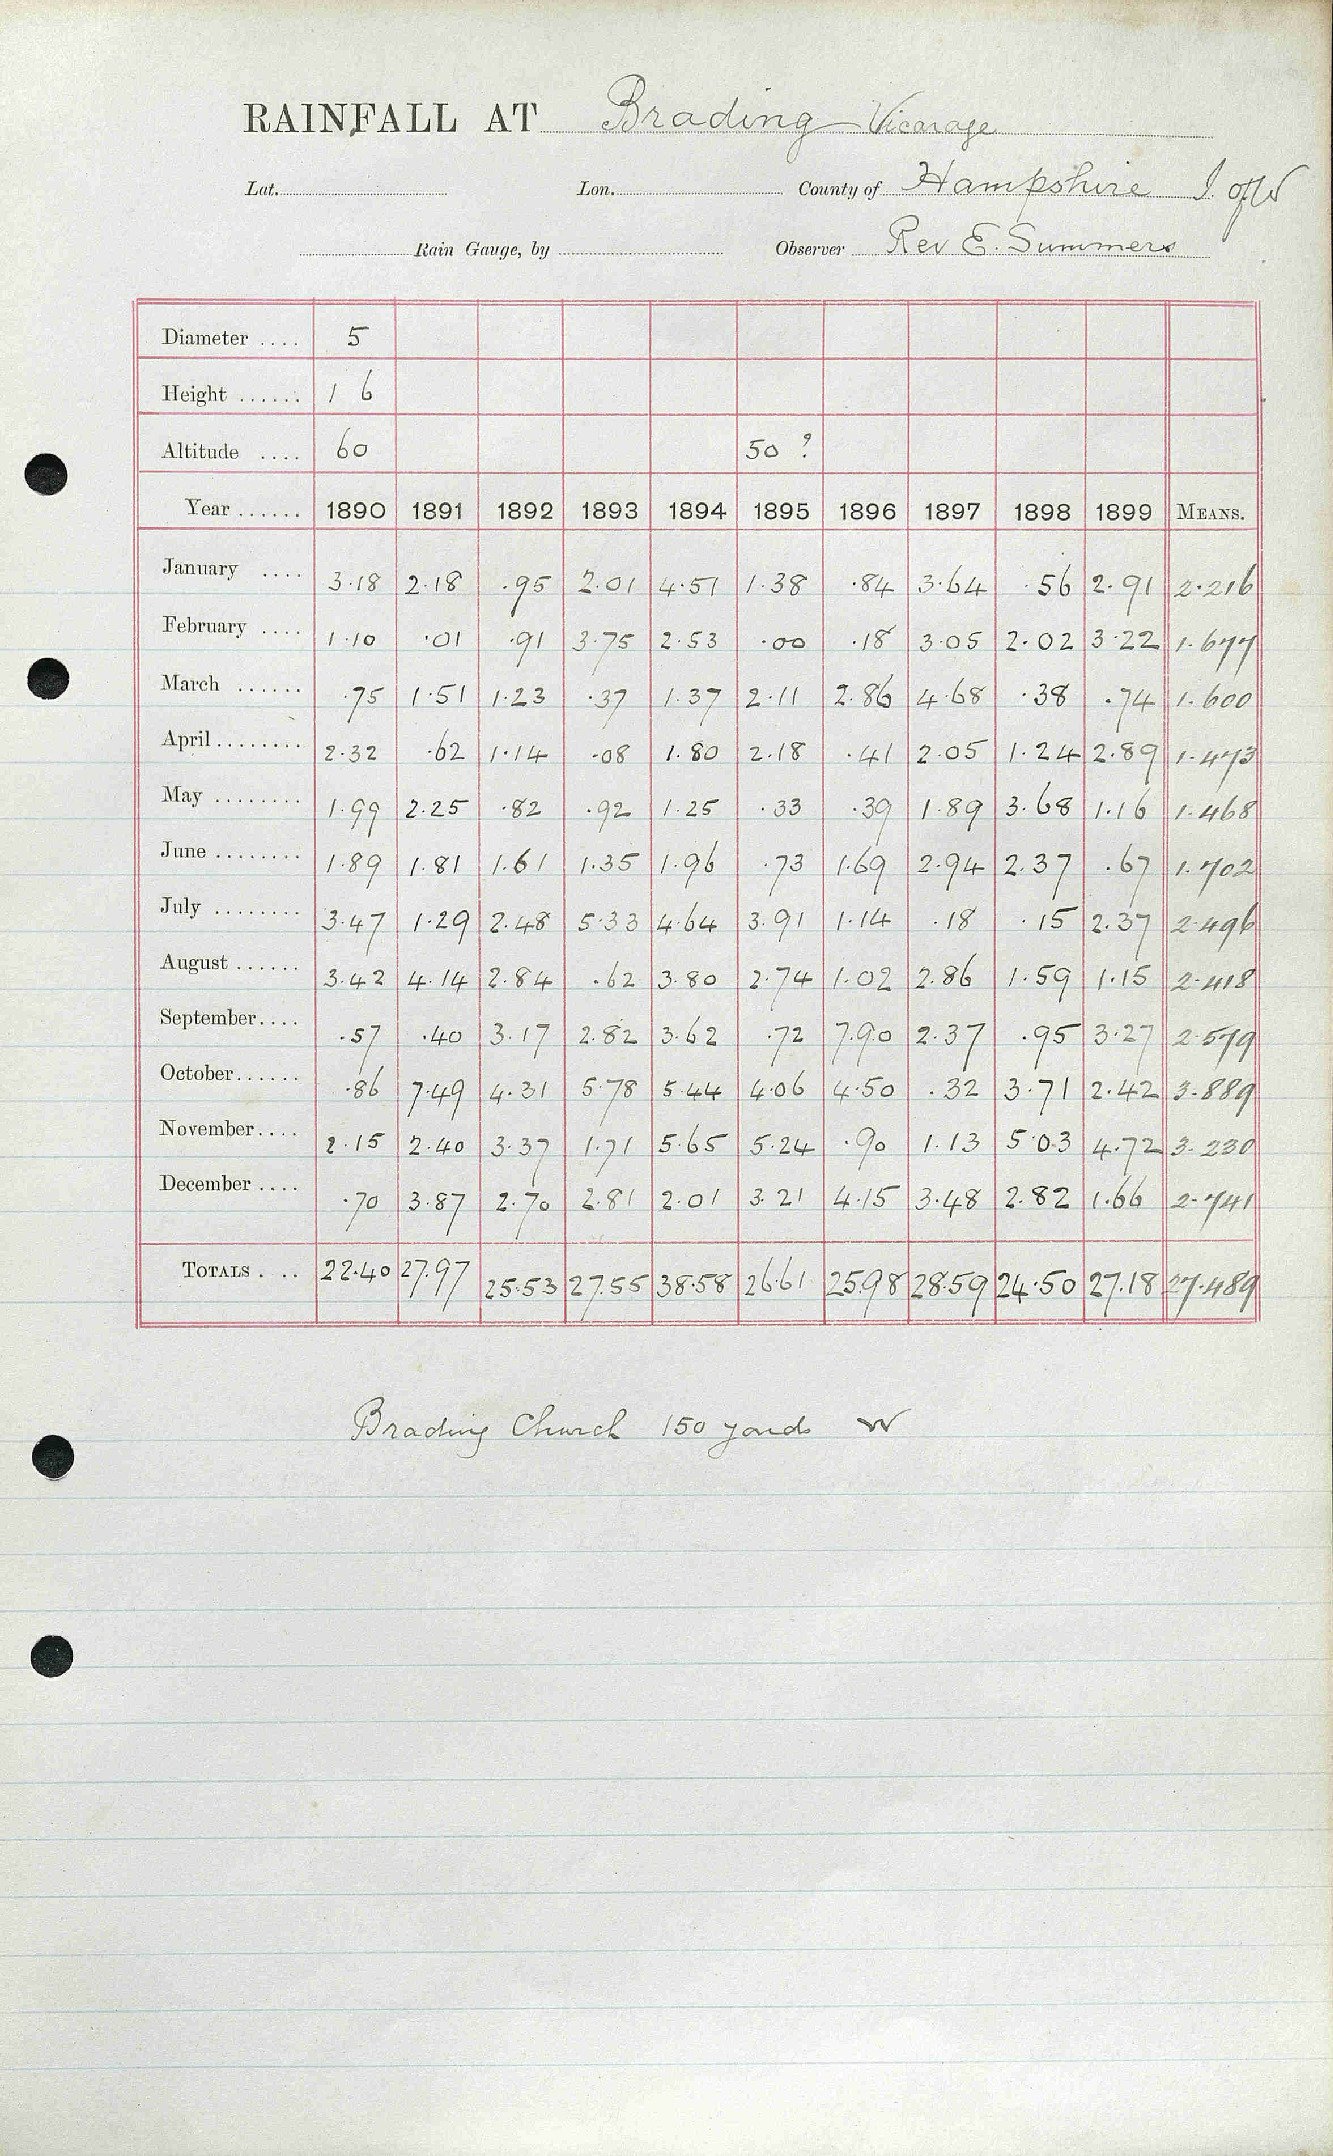 RAINFALL AT Brading Vicarage
Lat. Lon. County of Hampshire I. of W
Rain Gauge, by Observer Rev E. Summers
Diameter .... 5
Height ...... 1 6
Altitude .... 60 50 ?
Year ...... 1890 1891 1892 1893 1894 1895 1896 1897 1898 1899 MEANS.
January .... 3.18 2.18 .95 2.01 4.51 1.38 .84 3.64 .56 2.91 2.216
February .... 1.10 .01 .91 3.75 2.53 .00 .18 3.05 2.02 3.22 1.677
March ...... .75 1.51 1.23 .37 1.37 2.11 2.86 4.68 .38 .74 1.600
April ........ 2.32 .62 1.14 .08 1.80 2.18 .41 2.05 1.24 2.89 1.473
May ........ 1.99 2.25 .82 .92 1.25 .33 .39 1.89 3.68 1.16 1.468
June ........ 1.89 1.81 1.61 1.35 1.96 .73 1.69 2.94 2.37 .67 1.702
July ........ 3.47 1.29 2.48 5.33 4.64 3.91 1.14 .18 .15 2.37 2.496
August ...... 3.42 4.14 2.84 .62 3.80 2.74 1.02 2.86 1.59 1.15 2.418
September.... .57 .40 3.17 2.82 3.62 .72 7.90 2.37 .95 3.27 2.579
October...... .86 7.49 4.31 5.78 5.44 4.06 4.50 .32 3.71 2.42 3.889
November.... 2.15 2.40 3.37 1.71 5.65 5.24 .90 1.13 5.03 4.72 3.230
December .... .70 3.87 2.70 2.81 2.01 3.21 4.15 3.48 2.82 1.66 2.741
TOTALS . .. 22.40 27.97 25.53 27.55 38.58 26.61 25.98 28.59 24.50 27.18 27.489
Brading Church 150 yards W